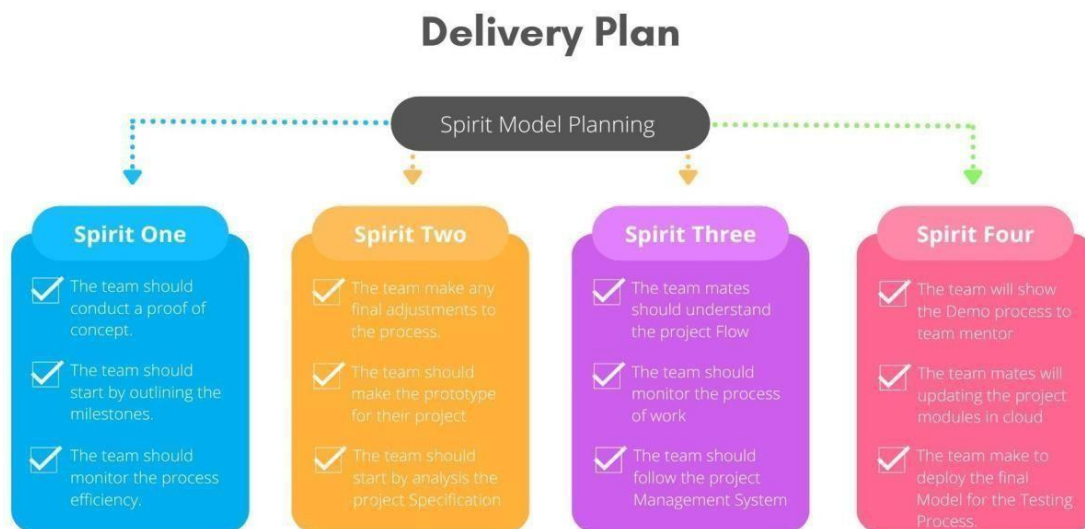 Delivery Plan
Spirit Model Planning
Spirit One
The team should
conduct a proof of
concept.
The team should
start by outlining the
milestones.
The team should
monitor the process
efficiency.
Spirit Two
The team make any
final adjustments to
the process.
The team should
make the prototype
for their project
The team should
start by analysis the
project Specification
Spirit Three
The team mates
should understand
the project Flow
The team should
monitor the process
of work
The team should
follow the project
Management System
Spirit Four
The team will show
the Demo process to
team mentor
The team mates will
updating the project
modules in cloud
The team make to
deploy the final
Model for the Testing
Process.